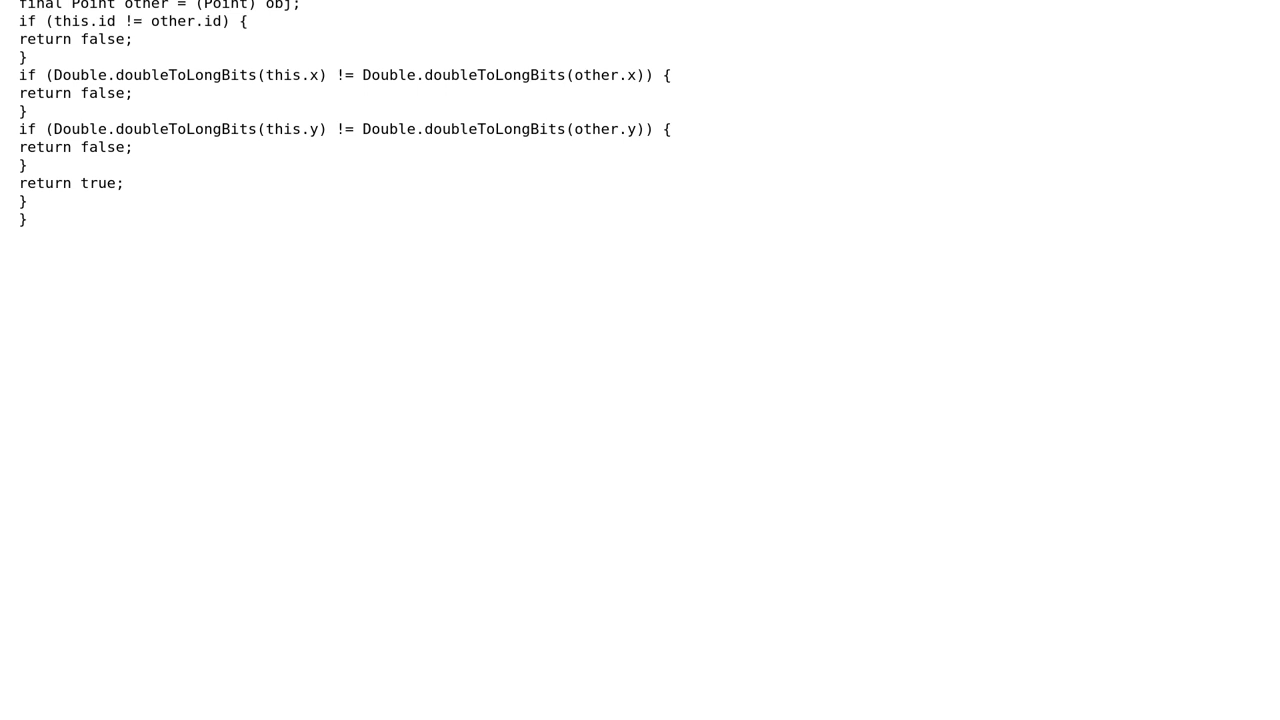 final Point other = (Point) obj;
if (this.id != other.id) {
return false;
}
if (Double.doubleToLongBits(this.x) != Double.doubleToLongBits(other.x)) {
return false;
}
if (Double.doubleToLongBits(this.y) != Double.doubleToLongBits(other.y)) {
return false;
}
return true;
}
}